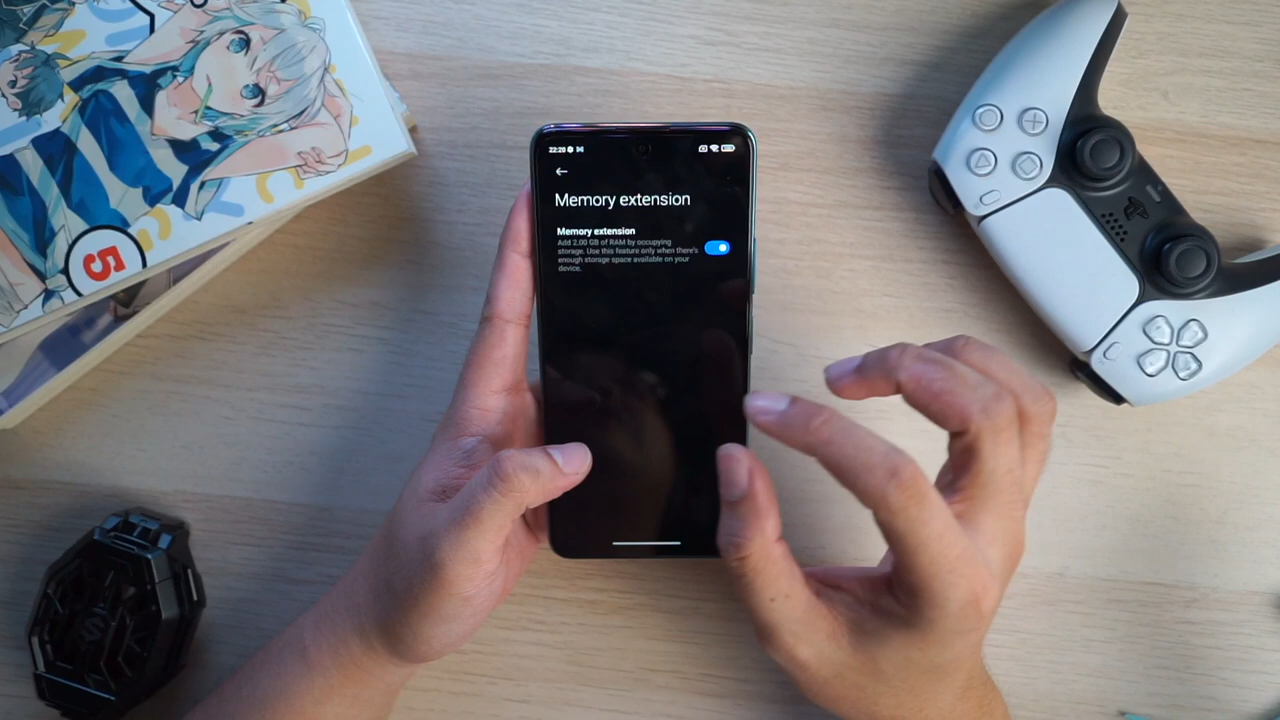 5
22:20
Memory extension
Memory extension
Add 2.00 GB of RAM by occupying
storage. Use this feature only when there's
enough storage space available on your
device.